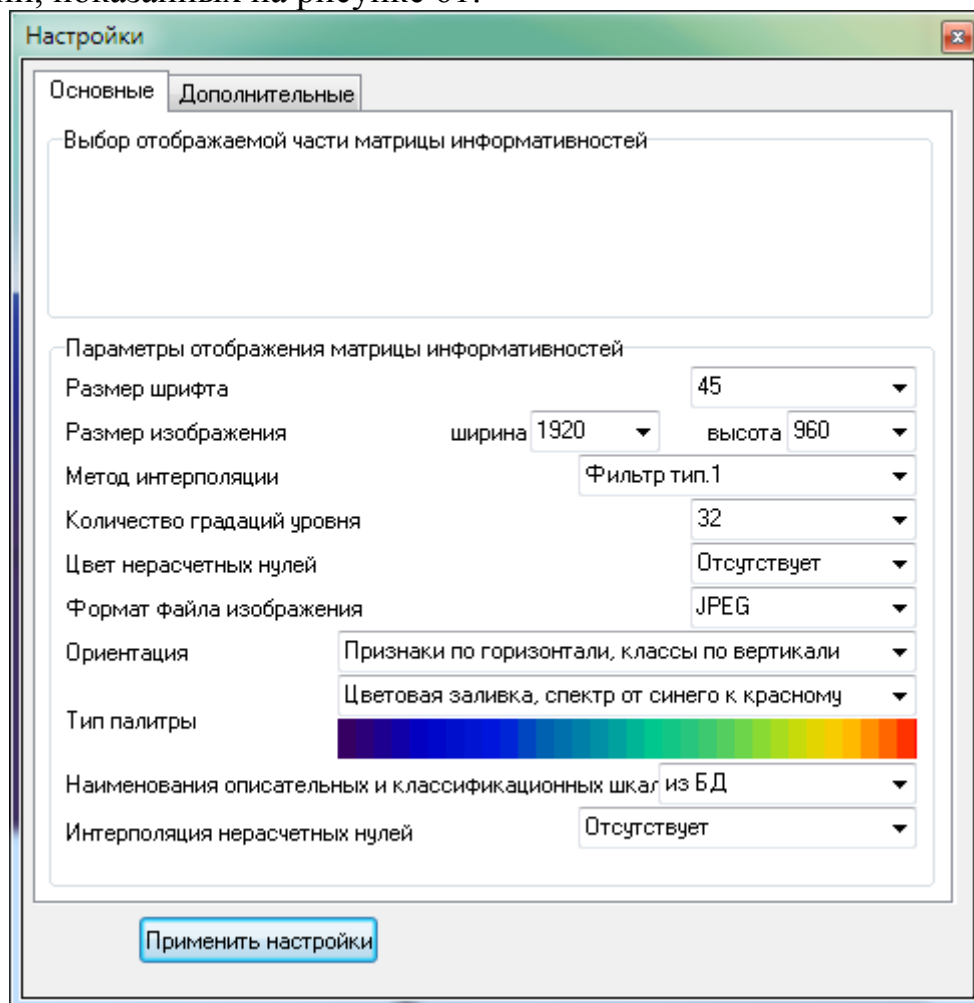 показанных на рисунке 61.
Настройки
Основные Дополнительные
Выбор отображаемой части матрицы информативностей
Параметры отображения матрицы информативностей
Размер шрифта 45
Размер изображения ширина 1920 высота 960
Метод интерполяции Фильтр тип.1
Количество градаций уровня 32
Цвет нерасчетных нулей Отсутствует
Формат файла изображения JPEG
Ориентация Признаки по горизонтали, классы по вертикали
Цветовая заливка, спектр от синего к красному
Тип палитры
Наименования описательных и классификационных шкал из БД
Интерполяция нерасчетных нулей Отсутствует
Применить настройки